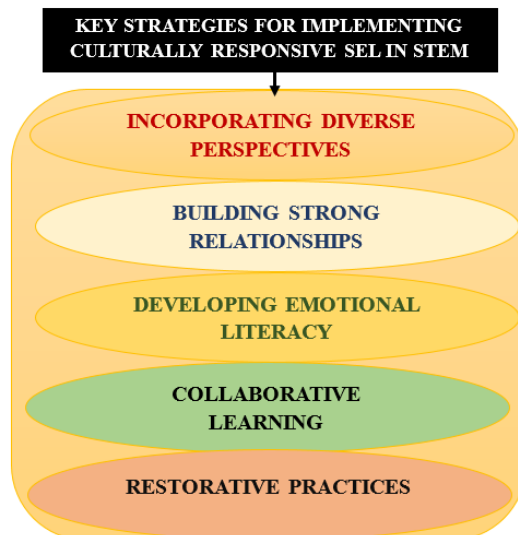 KEY STRATEGIES FOR IMPLEMENTING
CULTURALLY RESPONSIVE SEL IN STEM
INCORPORATING DIVERSE
PERSPECTIVES
BUILDING STRONG
RELATIONSHIPS
DEVELOPING EMOTIONAL
LITERACY
COLLABORATIVE
LEARNING
RESTORATIVE PRACTICES